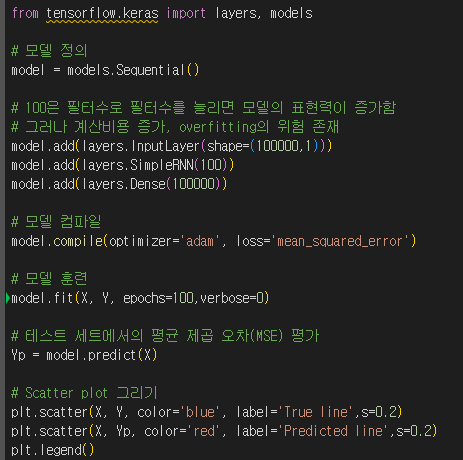 from tensorflow.keras import layers, models
# 모델 정의
model = models.Sequential()
# 100은 필터수로 필터수를 늘리면 모델의 표현력이 증가함
# 그러나 계산비용 증가, overfitting의 위험 존재
model.add(layers.InputLayer(shape=(100000,1)))
model.add(layers.SimpleRNN(100))
model.add(layers.Dense(100000))
# 모델 컴파일
model.compile(optimizer='adam', loss='mean_squared_error')
# 모델 훈련
model.fit(X, Y, epochs=100,verbose=0)
# 테스트 세트에서의 평균 제곱 오차(MSE) 평가
Yp = model.predict(X)
# Scatter plot 그리기
plt.scatter(X, Y, color='blue', label='True line',s=0.2)
plt.scatter(X, Yp, color='red', label='Predicted line',s=0.2)
plt.legend()